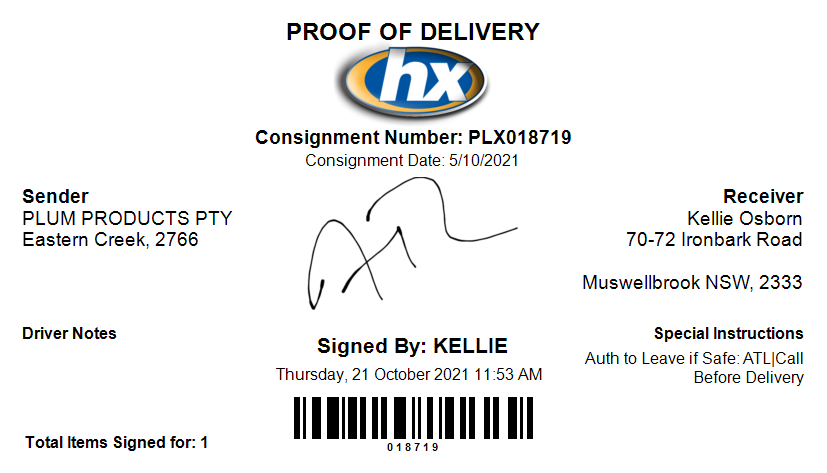 PROOF OF DELIVERY
hx
Consignment Number: PLX018719
Consignment Date: 5/10/2021
Sender
PLUM PRODUCTS PTY
Eastern Creek, 2766
Receiver
Kellie Osborn
70-72 Ironbark Road
Muswellbrook NSW, 2333
Driver Notes
Signed By: KELLIE
Thursday, 21 October 2021 11:53 AM
Special Instructions
Auth to Leave if Safe: ATL|Call
Before Delivery
Total Items Signed for: 1
018719